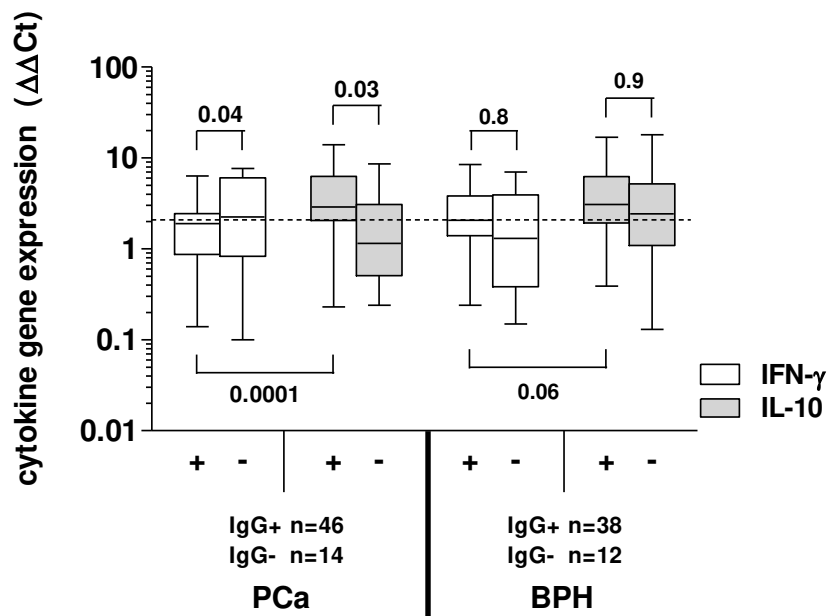 cytokine gene expression (ΔΔCt)
100
10
1
0.1
0.01
0.04
0.03
0.8
0.9
0.0001
0.06
IFN-γ
IL-10
+ - + - + - + -
IgG+ n=46
IgG- n=14
IgG+ n=38
IgG- n=12
PCa
BPH